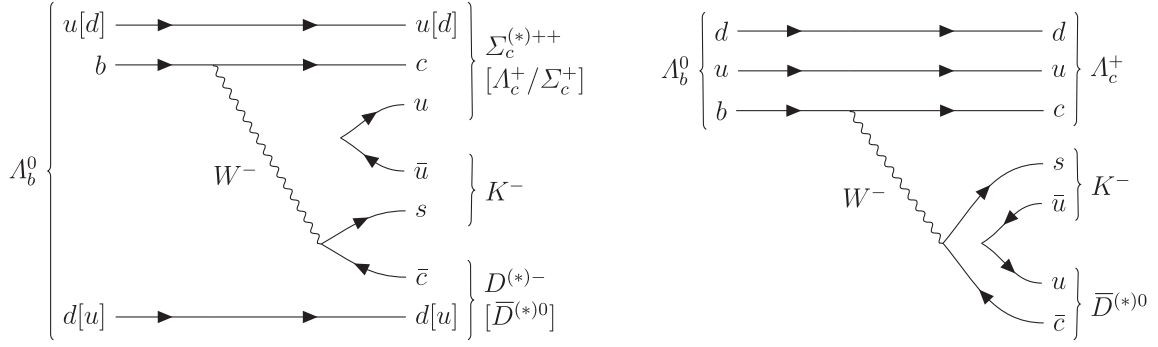 u[d]
u[d]
b
c
Σ_c^{(*)++}
[Λ_c^+/Σ_c^+]
u
ū
W^-
K^-
s
c̄
Λ_b^0
D^{(*)-}
[D̄^{(*)0}]
d[u]
d[u]
d
d
Λ_b^0
u
u
Λ_c^+
b
c
W^-
s
ū
K^-
u
c̄
D̄^{(*)0}